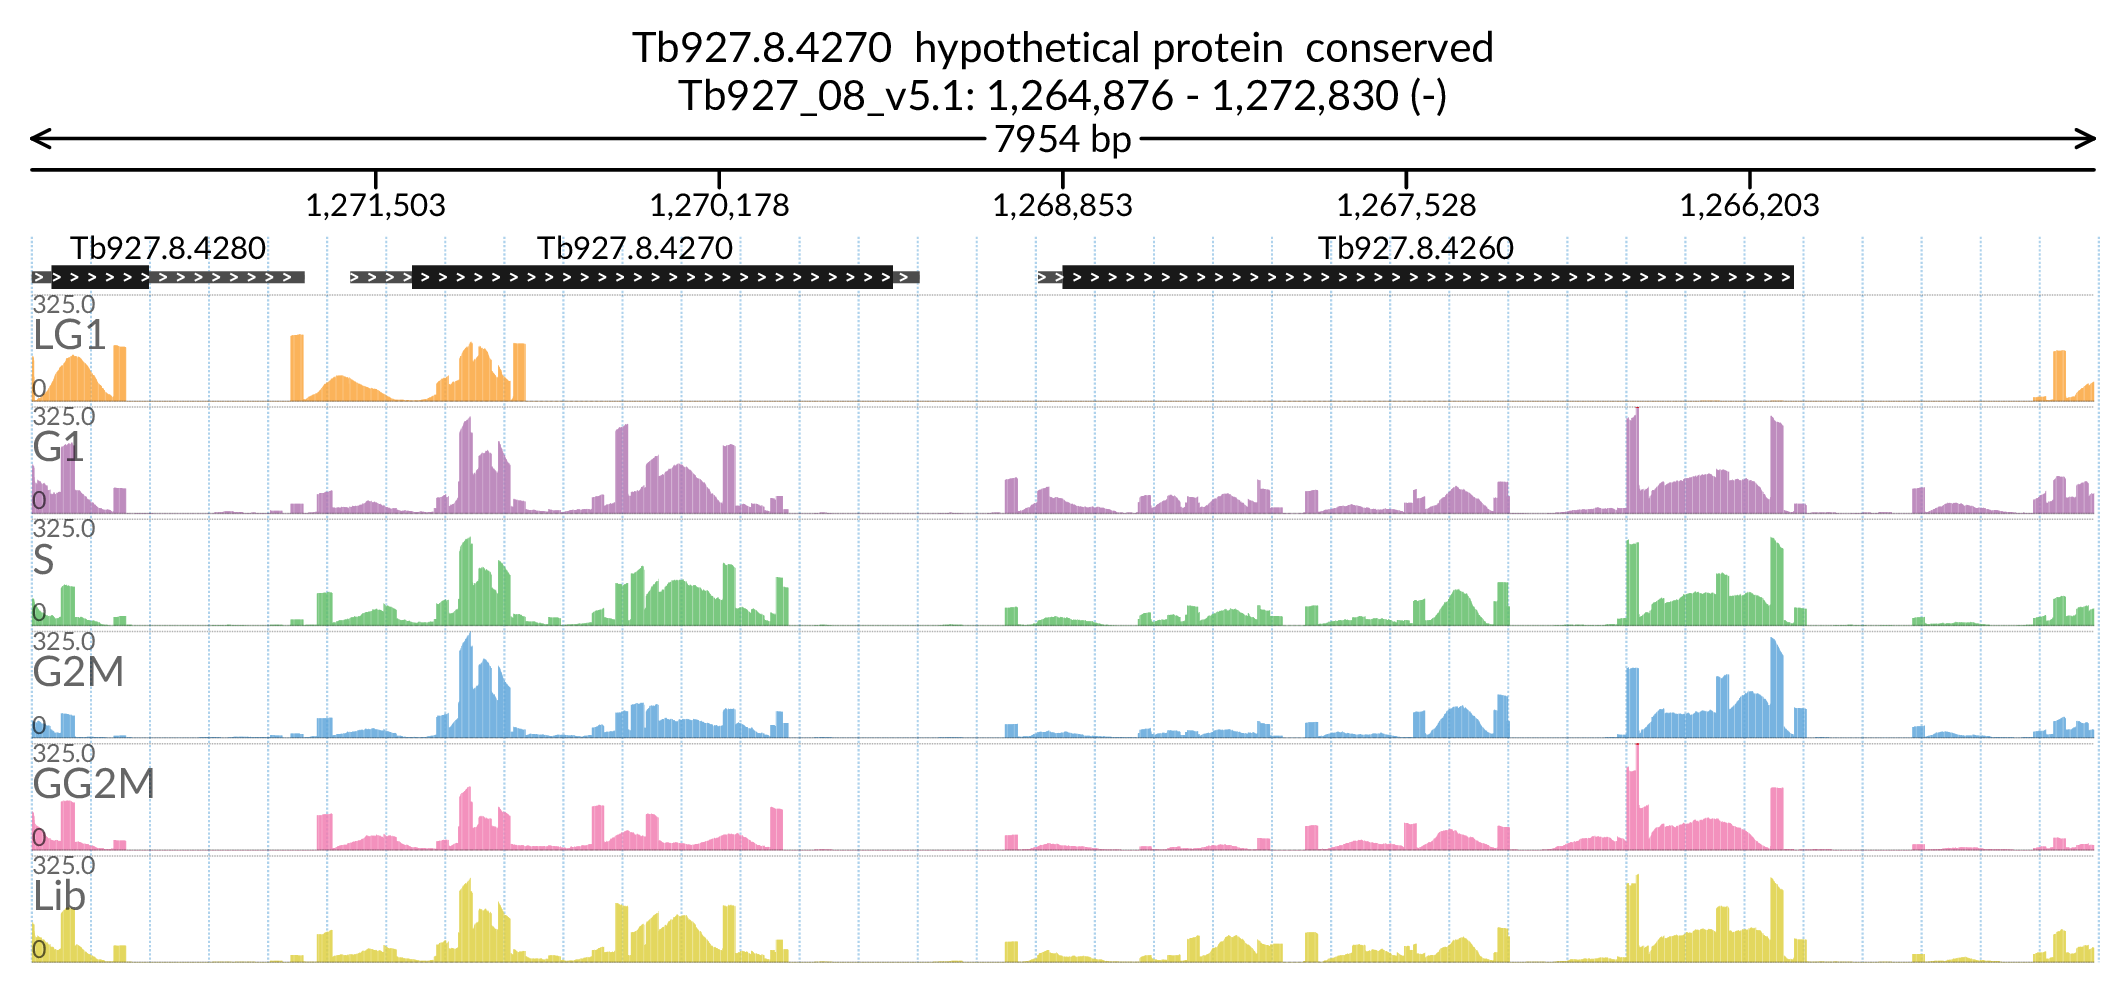 Tb927.8.4270 hypothetical protein conserved
Tb927_08_v5.1: 1,264,876 - 1,272,830 (-)
7954 bp
1,271,503 1,270,178 1,268,853 1,267,528 1,266,203
Tb927.8.4280 Tb927.8.4270 Tb927.8.4260
325.0
LG1
0
325.0
G1
0
325.0
S
0
325.0
G2M
0
325.0
GG2M
0
325.0
Lib
0